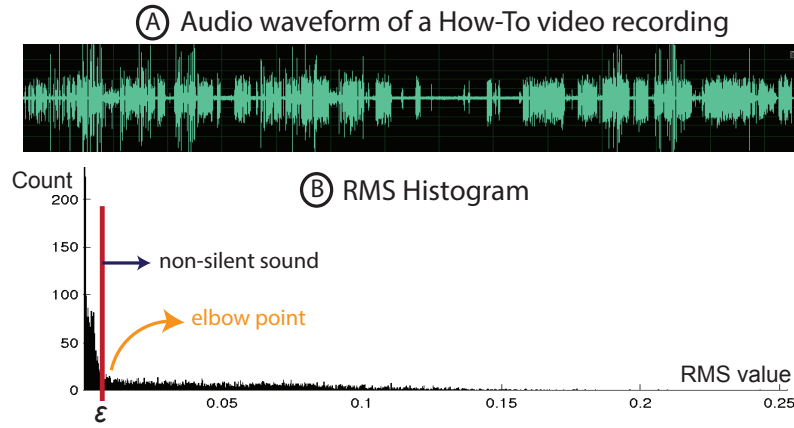 A Audio waveform of a How-To video recording
Count
B RMS Histogram
200
non-silent sound
150
100
elbow point
50
RMS value
0
ε
0.05
0.1
0.15
0.2
0.25